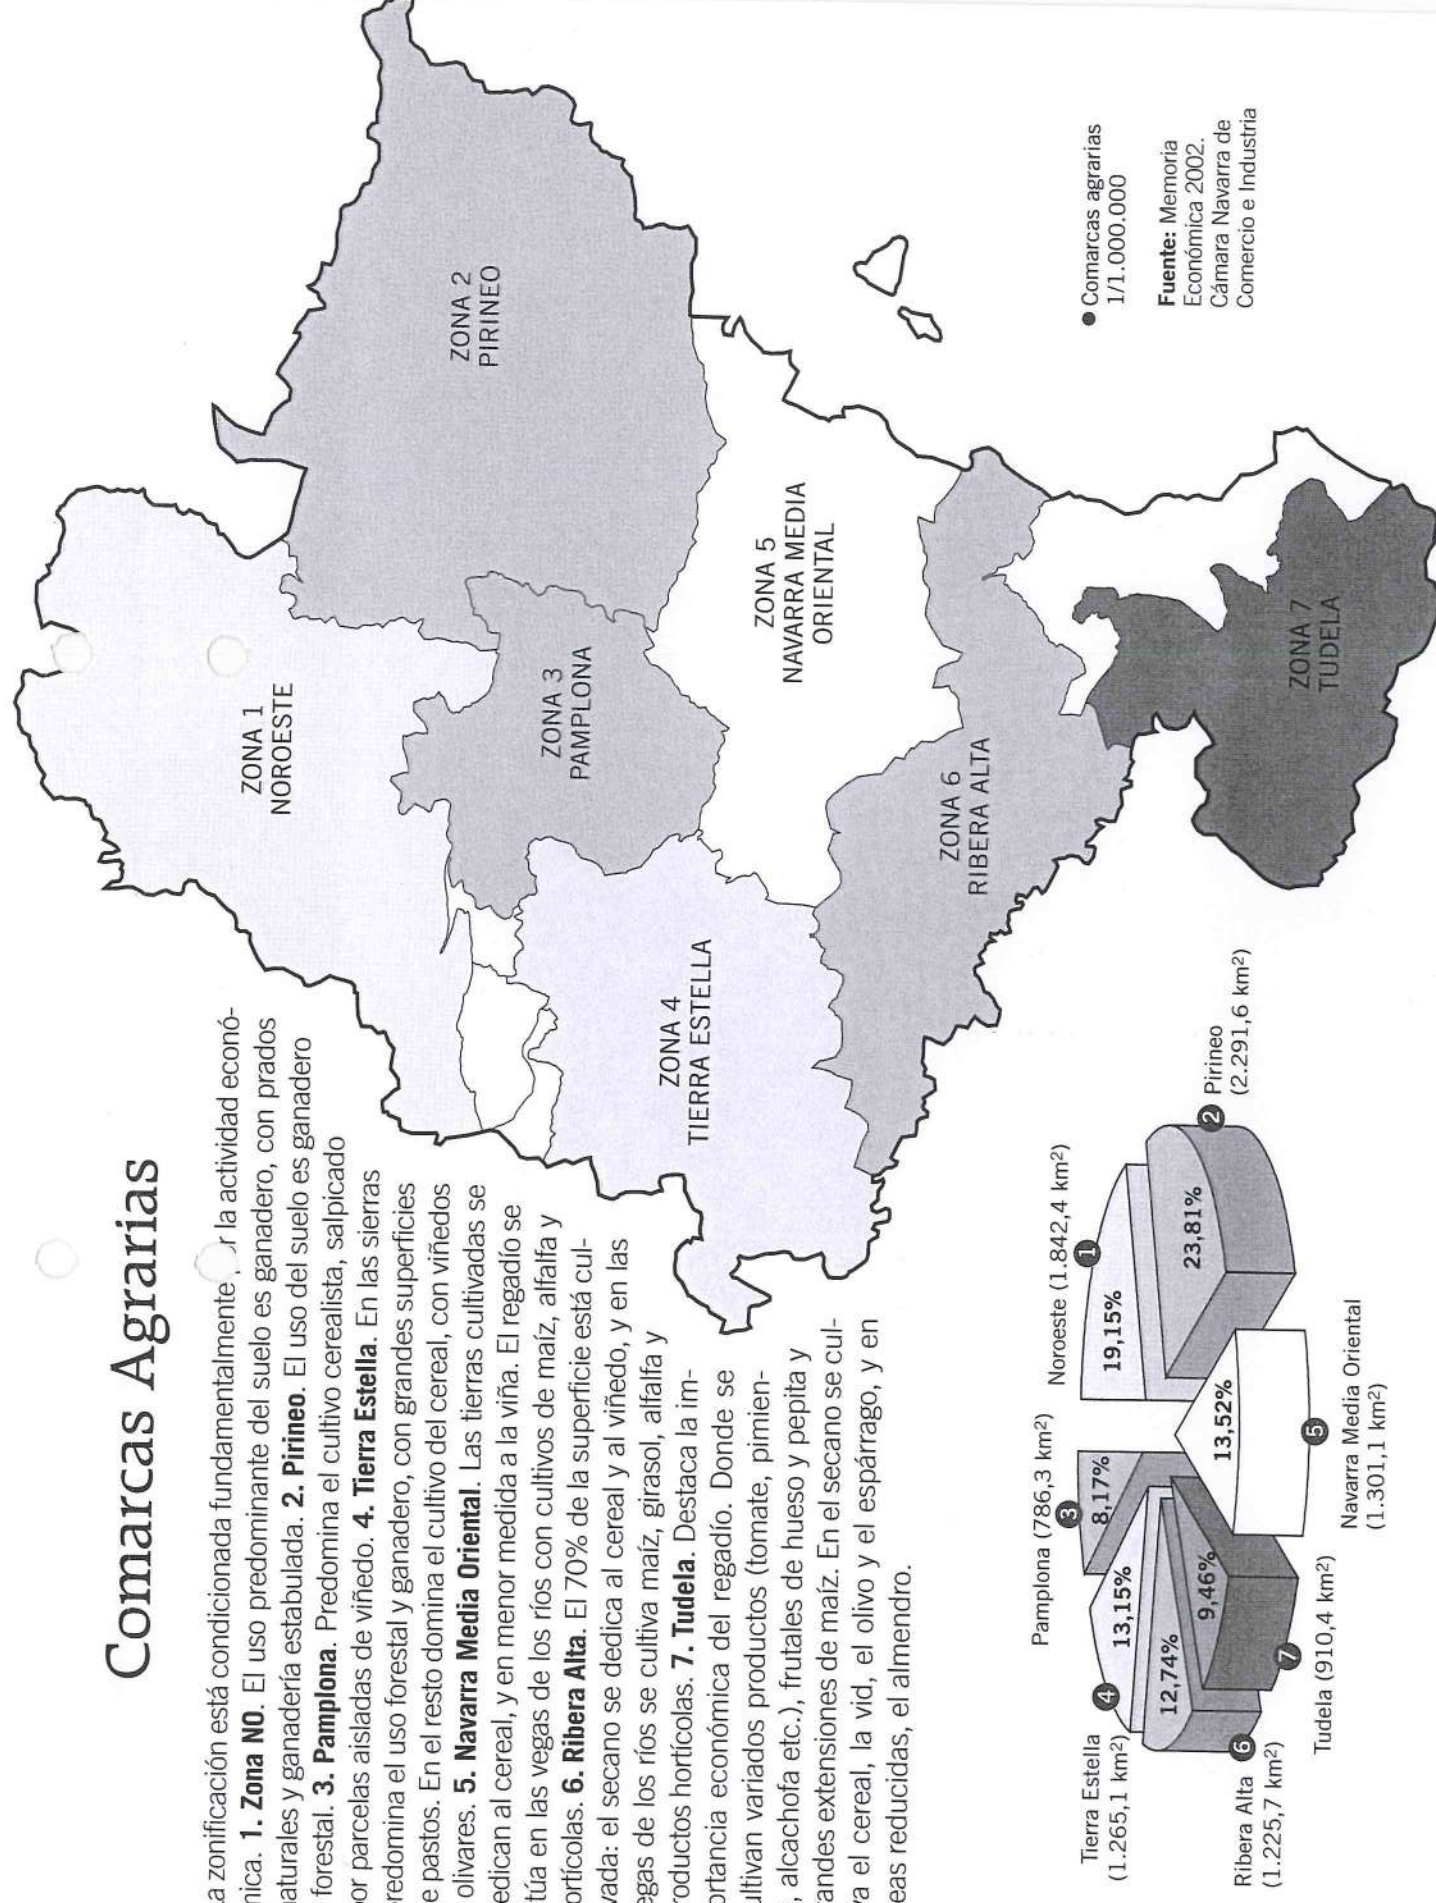 Comarcas Agrarias
a zonificación está condicionada fundamentalmente r la actividad econó-
nica. 1. Zona NO. El uso predominante del suelo es ganadero, con prados
naturales y ganadería estabulada. 2. Pirineo. El uso del suelo es ganadero
forestal. 3. Pamplona. Predomina el cultivo cerealista, salpicado
or parcelas aisladas de viñedo. 4. Tierra Estella. En las sierras
redomina el uso forestal y ganadero, con grandes superficies
e pastos. En el resto domina el cultivo del cereal, con viñedos
olivares. 5. Navarra Media Oriental. Las tierras cultivadas se
edican al cereal, y en menor medida a la viña. El regadío se
túa en las vegas de los ríos con cultivos de maíz, alfalfa y
ortícolas. 6. Ribera Alta. El 70% de la superficie está cul-
vada: el secano se dedica al cereal y al viñedo, y en las
egas de los ríos se cultiva maíz, girasol, alfalfa y
roductos hortícolas. 7. Tudela. Destaca la im-
ortancia económica del regadío. Donde se
ultivan variados productos (tomate, pimien-
, alcachofa etc.), frutales de hueso y pepita y
andes extensiones de maíz. En el secano se cul-
va el cereal, la vid, el olivo y el espárrago, y en
eas reducidas, el almendro.
ZONA 1
NOROESTE
ZONA 2
PIRINEO
ZONA 3
PAMPLONA
ZONA 4
TIERRA ESTELLA
ZONA 5
NAVARRA MEDIA
ORIENTAL
ZONA 6
RIBERA ALTA
ZONA 7
TUDELA
Pamplona (786,3 km²)
3
8,17%
Noroeste (1.842,4 km²)
1
19,15%
Pirineo
(2.291,6 km²)
2
23,81%
Tierra Estella
(1.265,1 km²)
4
13,15%
Ribera Alta
(1.225,7 km²)
6
12,74%
Tudela (910,4 km²)
7
9,46%
Navarra Media Oriental
(1.301,1 km²)
5
13,52%
● Comarcas agrarias
1/1.000.000
Fuente: Memoria
Económica 2002.
Cámara Navarra de
Comercio e Industria